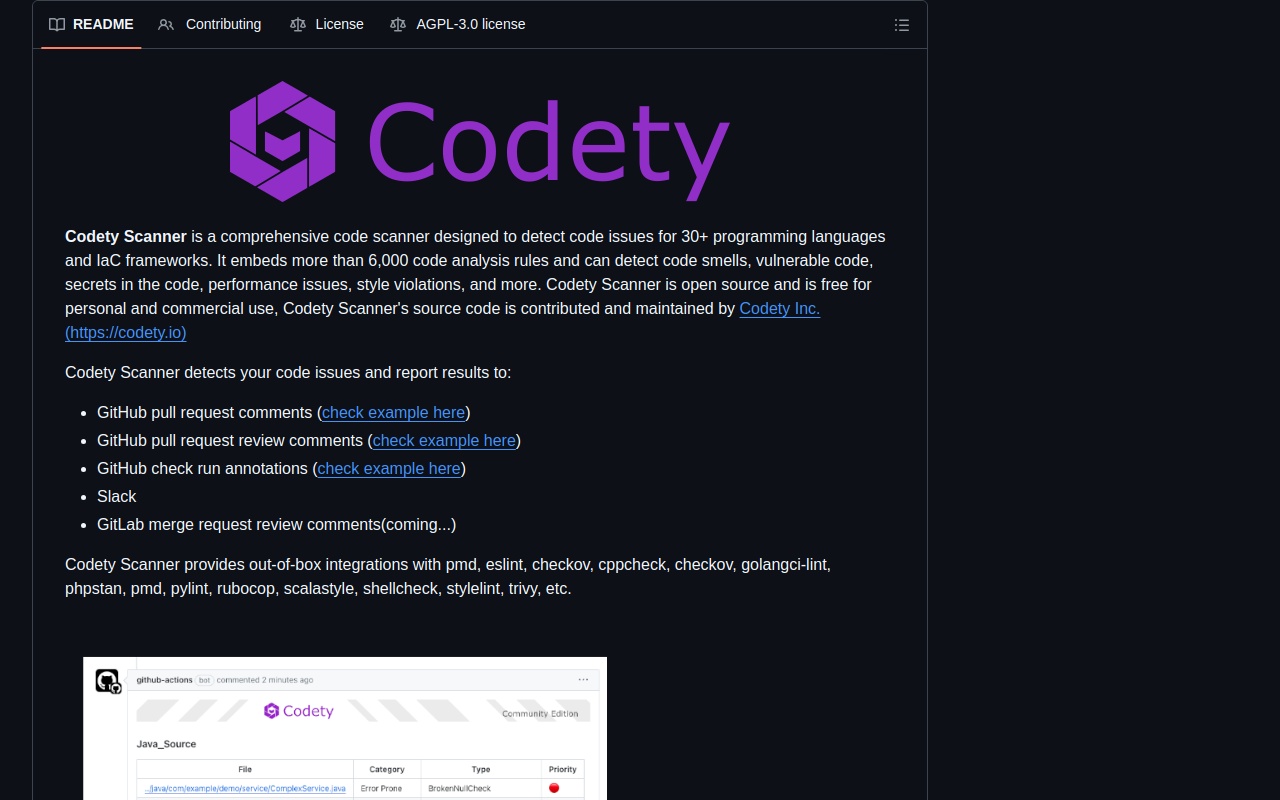 README Contributing License AGPL-3.0 license
Codety
Codety Scanner is a comprehensive code scanner designed to detect code issues for 30+ programming languages
and IaC frameworks. It embeds more than 6,000 code analysis rules and can detect code smells, vulnerable code,
secrets in the code, performance issues, style violations, and more. Codety Scanner is open source and is free for
personal and commercial use, Codety Scanner's source code is contributed and maintained by Codety Inc.
(https://codety.io)
Codety Scanner detects your code issues and report results to:
• GitHub pull request comments (check example here)
• GitHub pull request review comments (check example here)
• GitHub check run annotations (check example here)
• Slack
• GitLab merge request review comments(coming...)
Codety Scanner provides out-of-box integrations with pmd, eslint, checkov, cppcheck, checkov, golangci-lint,
phpstan, pmd, pylint, rubocop, scalastyle, shellcheck, stylelint, trivy, etc.
github-actions bot commented 2 minutes ago ...
Codety Community Edition
Java_Source
File Category Type Priority
.../java/com/example/demo/service/ComplexService.java Error Prone BrokenNullCheck